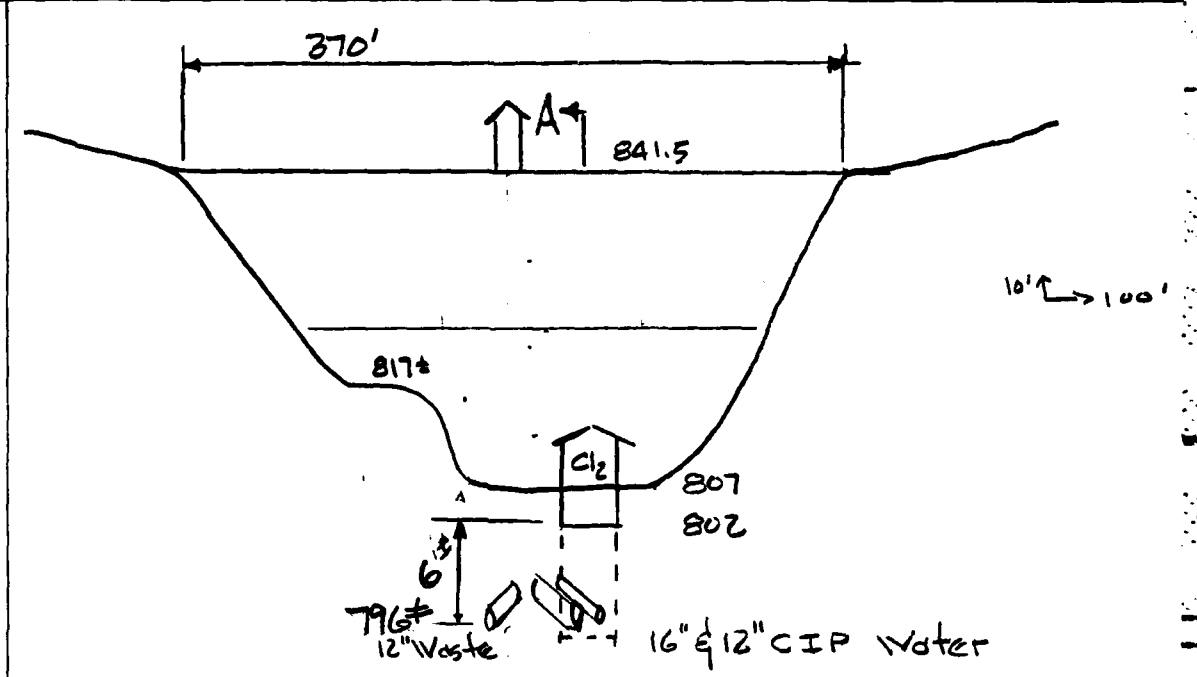 370'
A
841.5
10' 100'
817±
Cl2
807
802
6'±
796±
12" Waste
16" & 12" CIP Water